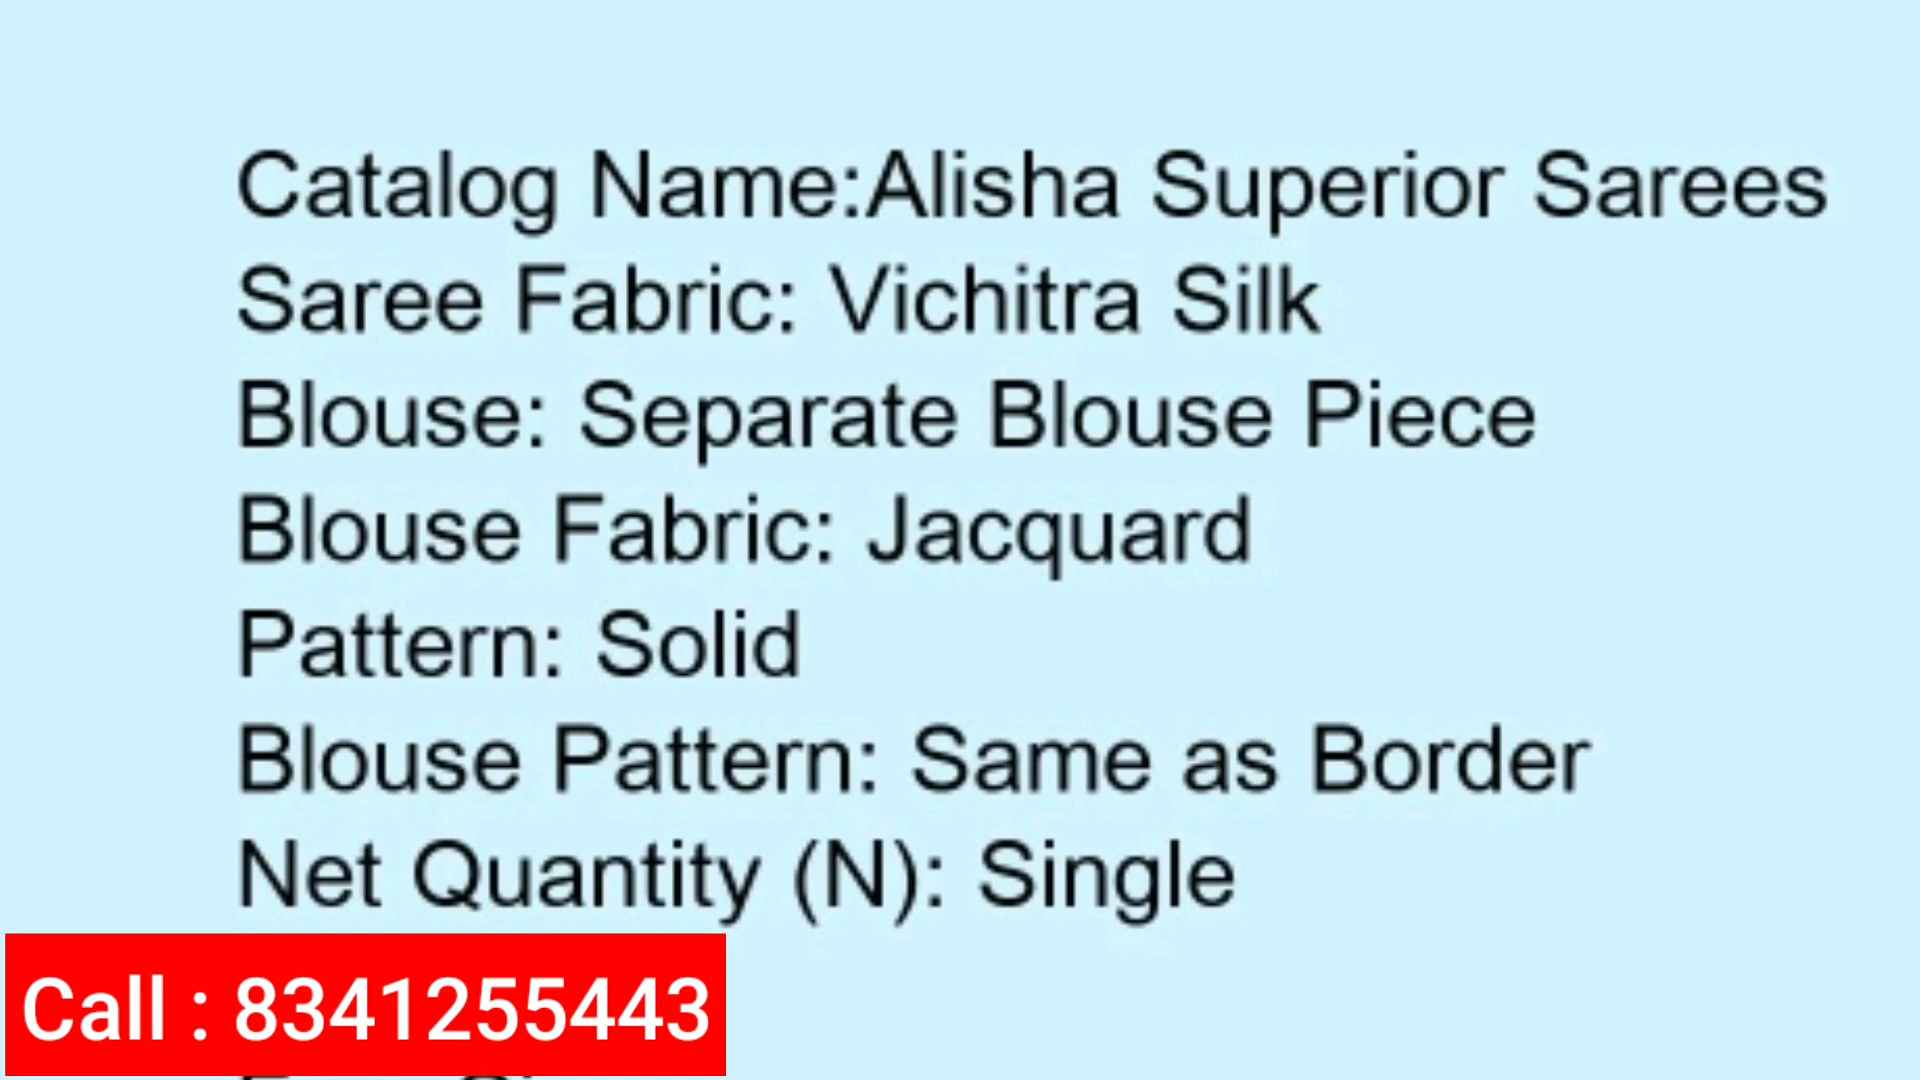 Catalog Name:Alisha Superior Sarees
Saree Fabric: Vichitra Silk
Blouse: Separate Blouse Piece
Blouse Fabric: Jacquard
Pattern: Solid
Blouse Pattern: Same as Border
Net Quantity (N): Single
Call : 8341255443